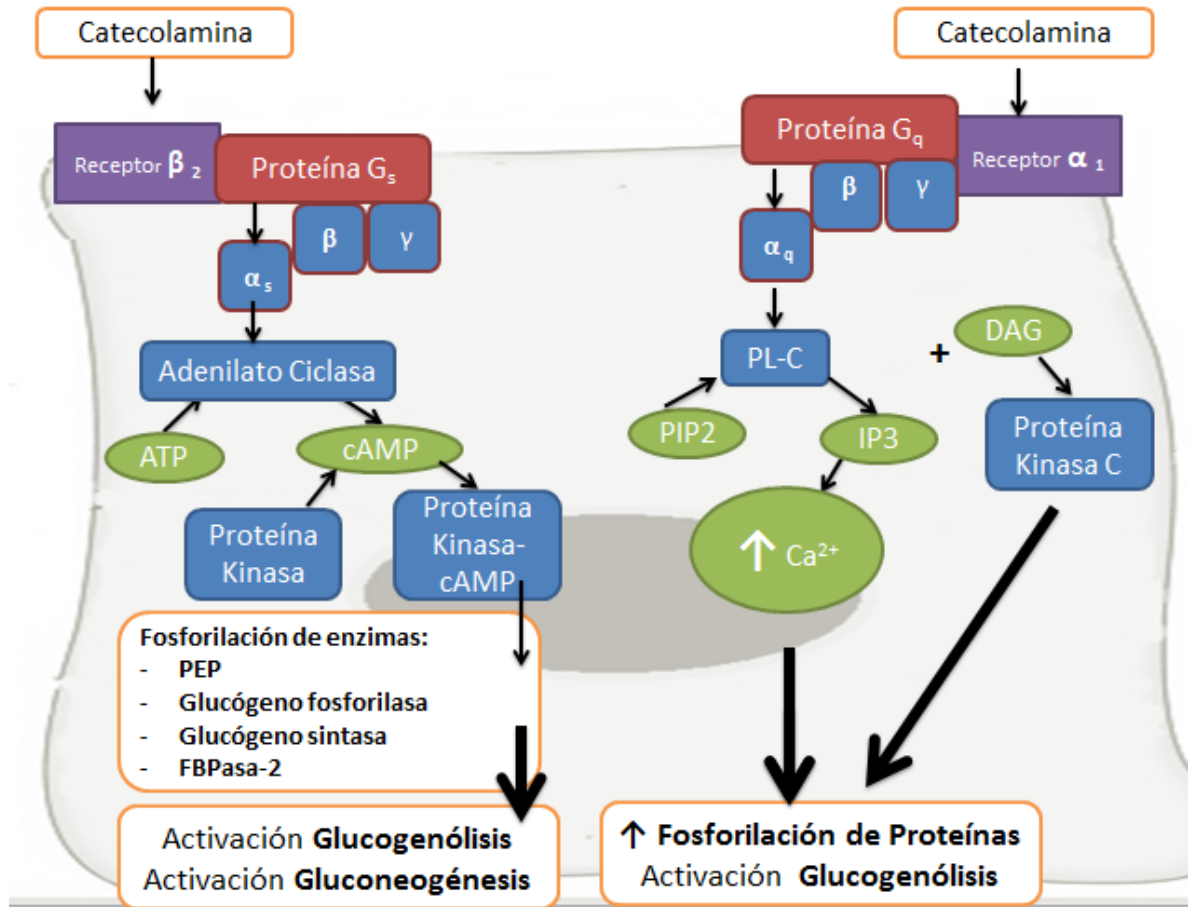 Catecolamina
Receptor β 2
Proteína Gs
β
γ
αs
Adenilato Ciclasa
ATP
cAMP
Proteína
Kinasa
Proteína
Kinasa-
cAMP
Fosforilación de enzimas:
- PEP
- Glucógeno fosforilasa
- Glucógeno sintasa
- FBPasa-2
Activación Glucogenólisis
Activación Gluconeogénesis
Catecolamina
Proteína Gq
Receptor α 1
β
γ
αq
PL-C
+
DAG
PIP2
IP3
Proteína
Kinasa C
↑ Ca2+
↑ Fosforilación de Proteínas
Activación Glucogenólisis